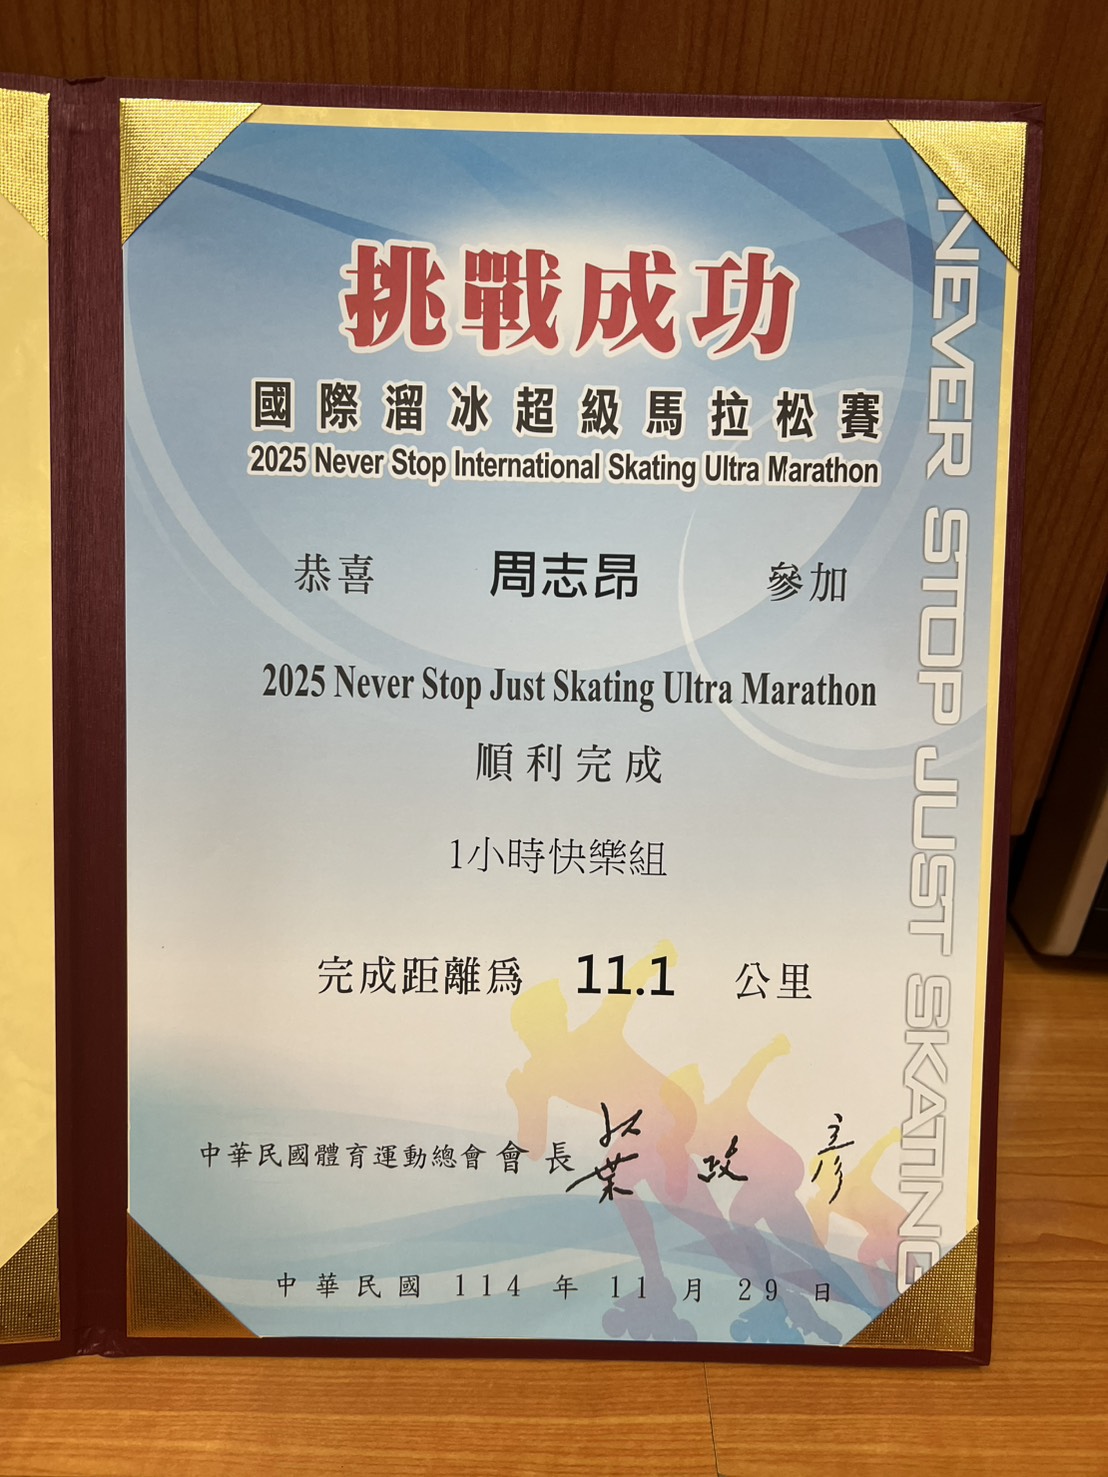 挑戰成功
國際溜冰超級馬拉松賽
2025 Never Stop International Skating Ultra Marathon
恭喜 周志昂 參加
2025 Never Stop Just Skating Ultra Marathon
順利完成
1小時快樂組
完成距離為 11.1 公里
中華民國體育運動總會會長 葉政彥
中華民國 114 年 11 月 29 日
NEVER STOP JUST SKATING